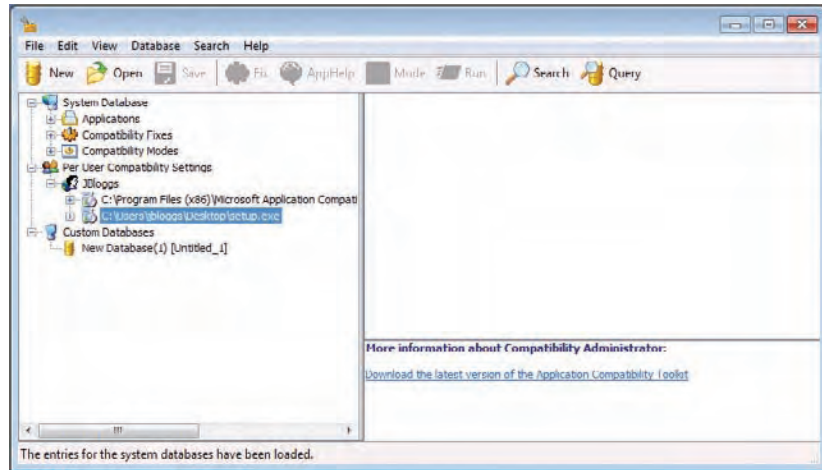 File Edit View Database Search Help
New Open Save Fix AppHelp Mode Run Search Query
System Database
Applications
Compatibility Fixes
Compatibility Modes
Per User Compatibility Settings
JBloggs
C:\Program Files (x86)\Microsoft Application Compati
C:\Users\jbloggs\Desktop\setup.exe
Custom Databases
New Database(1) [Untitled_1]
More information about Compatibility Administrator:
Download the latest version of the Application Compatibility Toolkit
The entries for the system databases have been loaded.